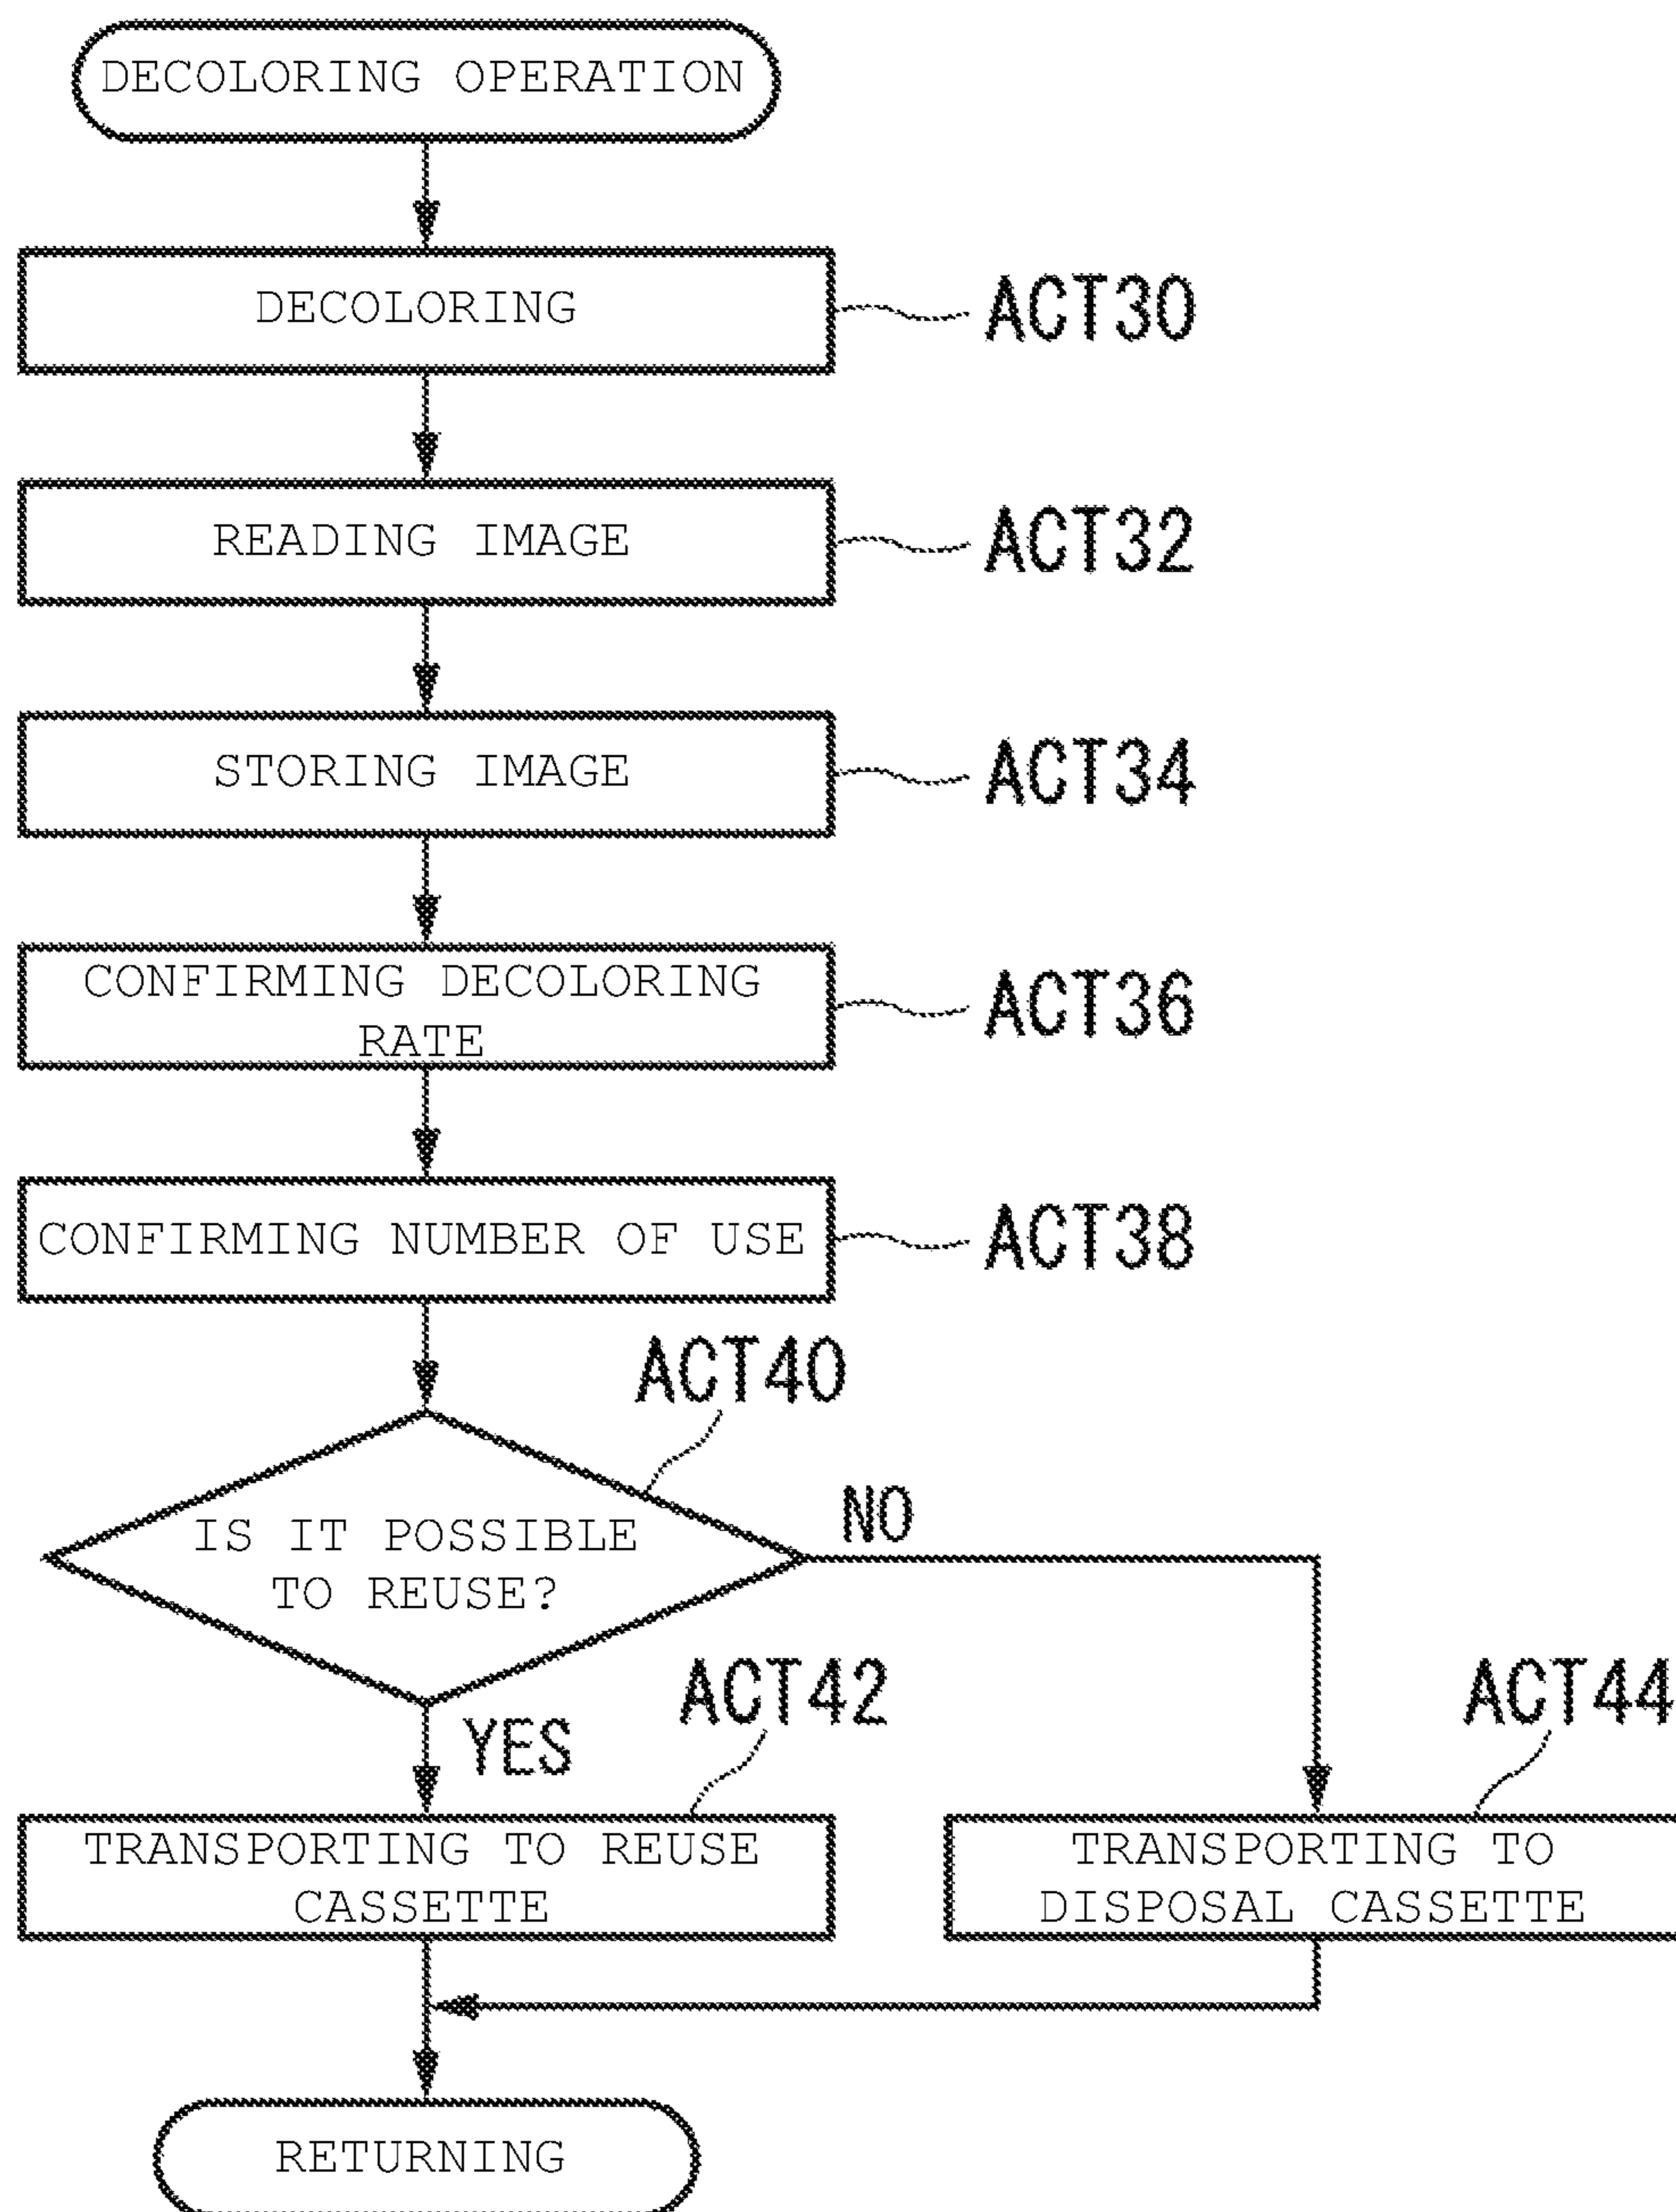 DECOLORING OPERATION
DECOLORING
ACT30
READING IMAGE
ACT32
STORING IMAGE
ACT34
CONFIRMING DECOLORING
RATE
ACT36
CONFIRMING NUMBER OF USE
ACT38
ACT40
IS IT POSSIBLE
TO REUSE?
NO
YES
ACT42
ACT44
TRANSPORTING TO REUSE
CASSETTE
TRANSPORTING TO
DISPOSAL CASSETTE
RETURNING